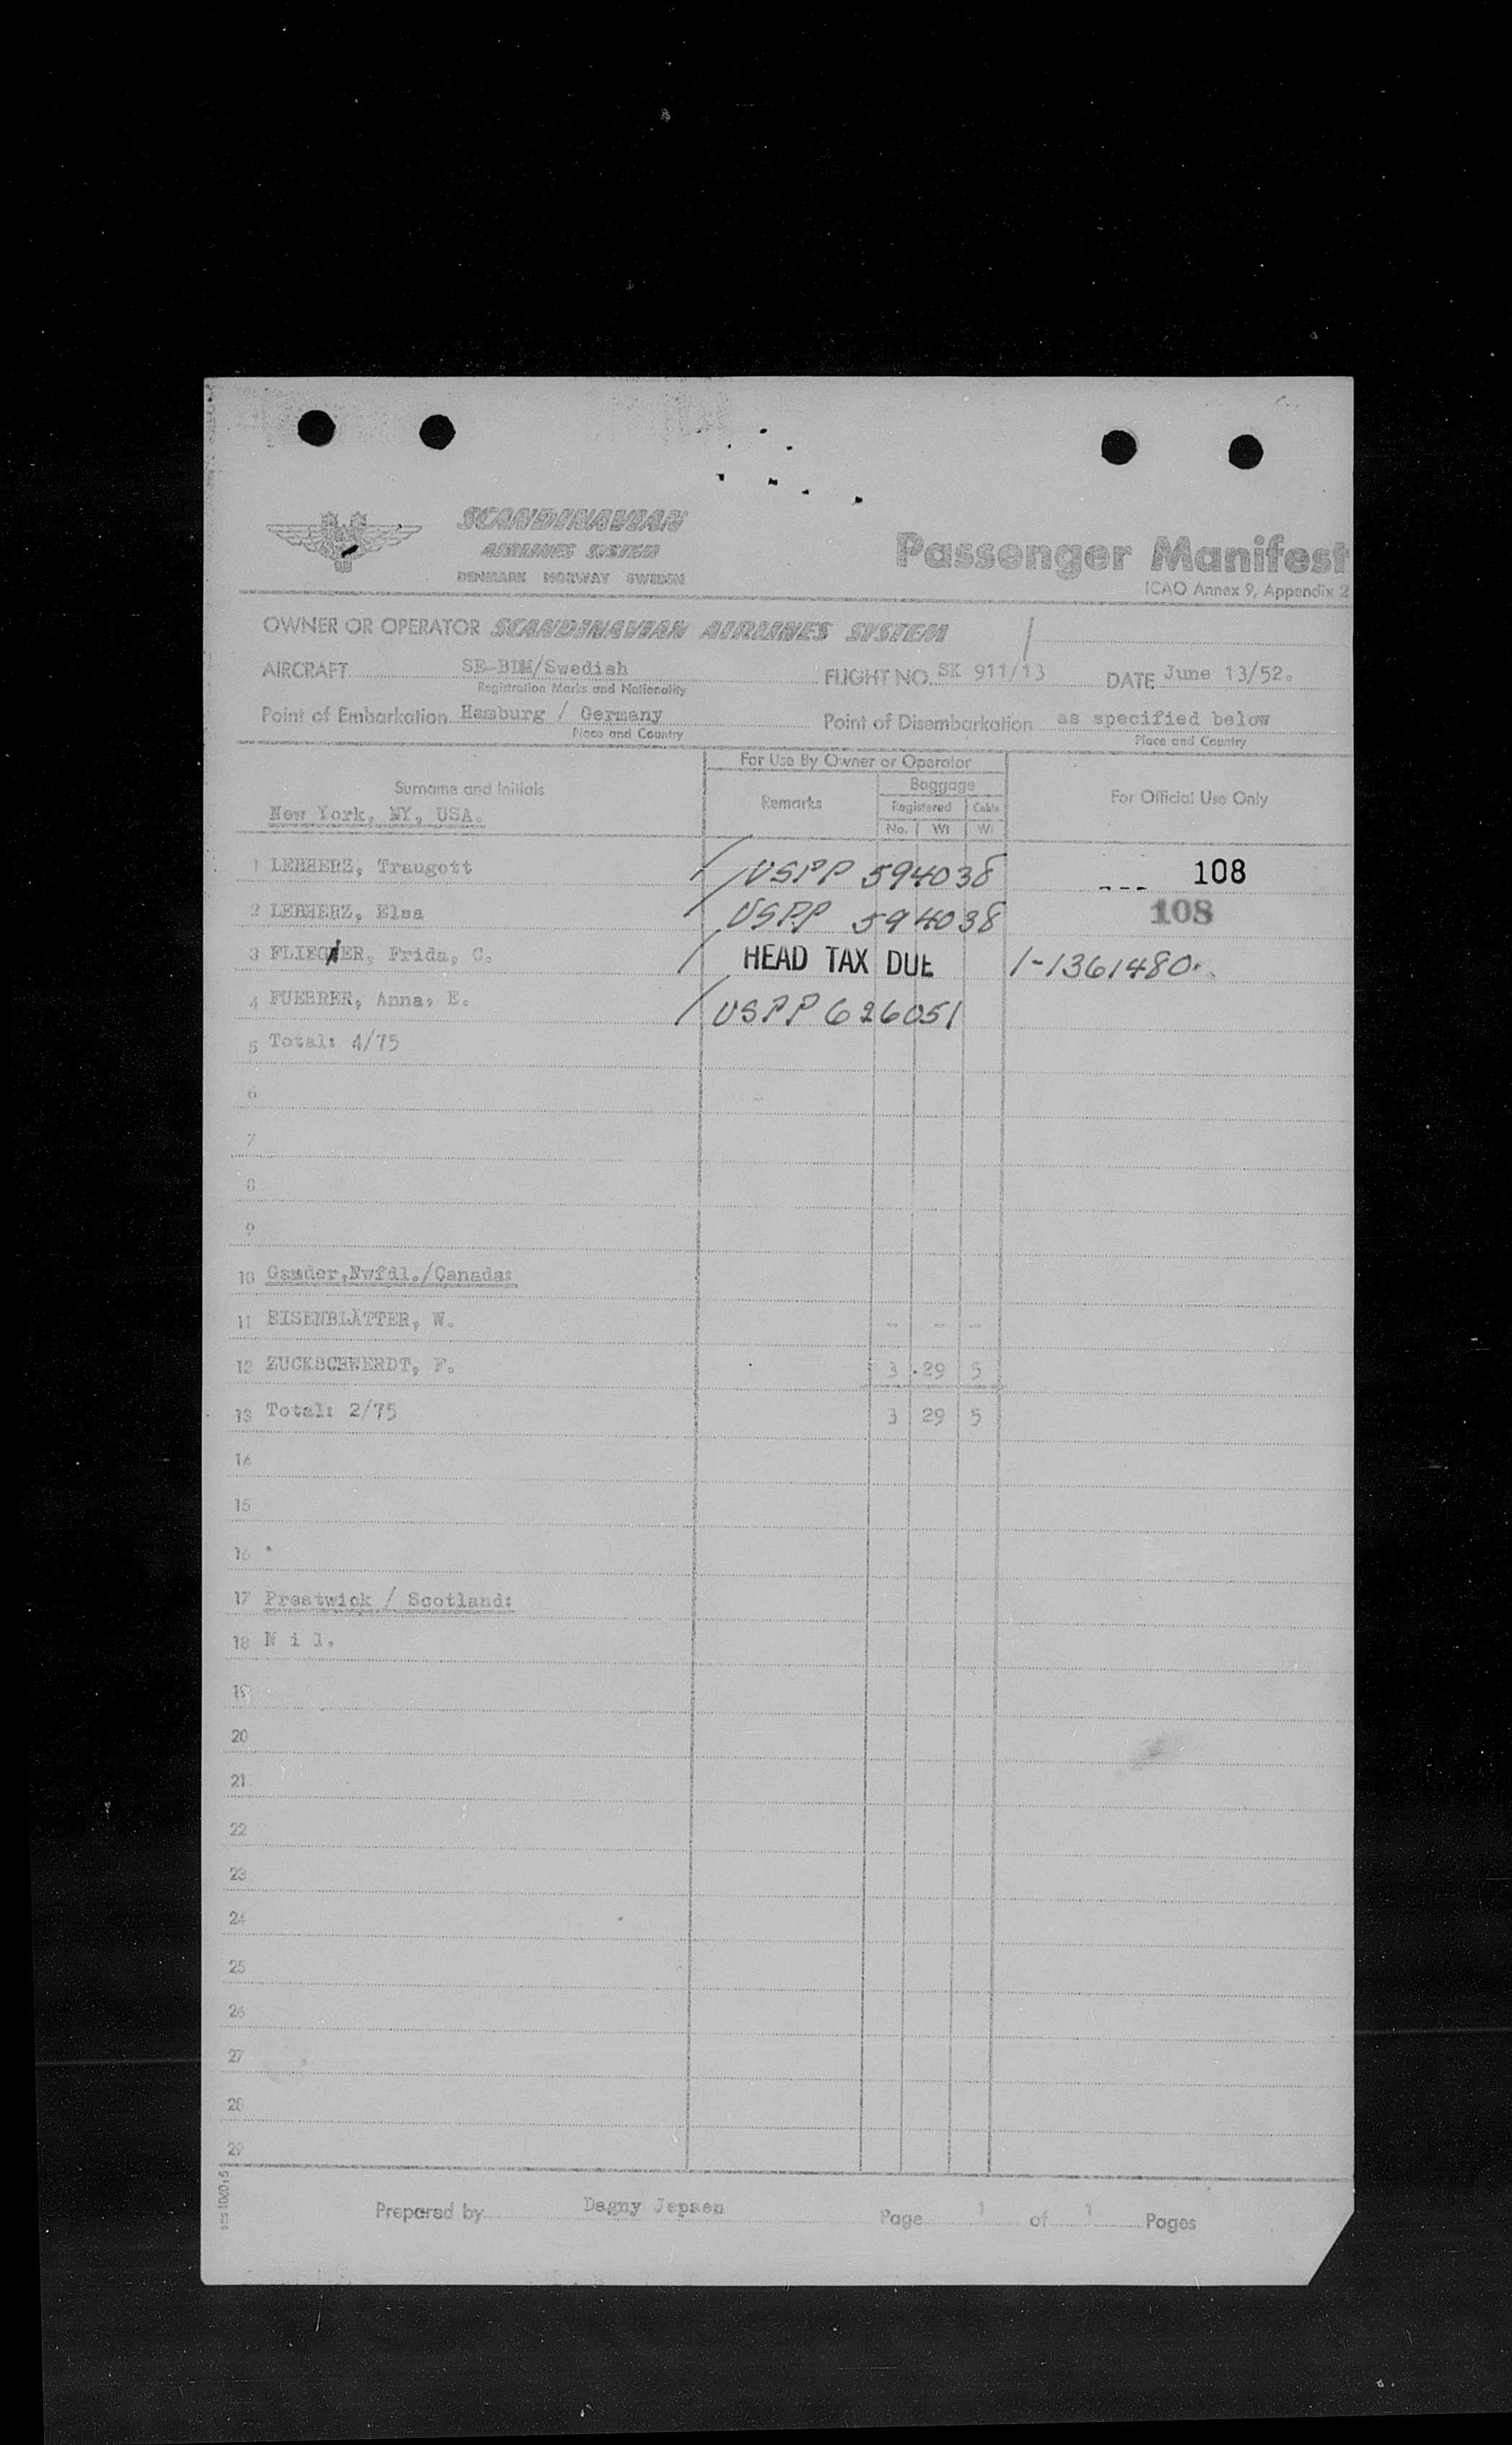 SCANDINAVIAN
AIRLINES SYSTEM
DENMARK NORWAY SWEDEN
Passenger Manifest
ICAO Annex 9, Appendix 2
OWNER OR OPERATOR SCANDINAVIAN AIRLINES SYSTEM
AIRCRAFT SE-BDM/Swedish FLIGHT NO. SK 911/13 DATE June 13/52.
Registration Marks and Nationality
Point of Embarkation Hamburg / Germany Point of Disembarkation as specified below
Place and Country Place and Country
For Use By Owner or Operator
Surname and Initials Remarks Baggage For Official Use Only
Registered Cabin
New York, NY, USA. No. Wt Wt
1 LEBHERZ, Traugott USPP 594038 --- 108
2 LEBHERZ, Elsa USPP 594038 108
3 FLIEGNER, Frida, C. HEAD TAX DUE 1-1361480.
4 FUEHRER, Anna, E. USPP 626051
5 Total: 4/75
6
7
8
9
10 Gander,Nwfdl./Canada:
11 EISENBLÄTTER, W. - - -
12 ZUCKSCHWERDT, F. 3 29 5
13 Total: 2/75 3 29 5
14
15
16
17 Prestwick / Scotland:
18 N i l.
19
20
21
22
23
24
25
26
27
28
29
Prepared by Dagny Jepsen Page 1 of 1 Pages